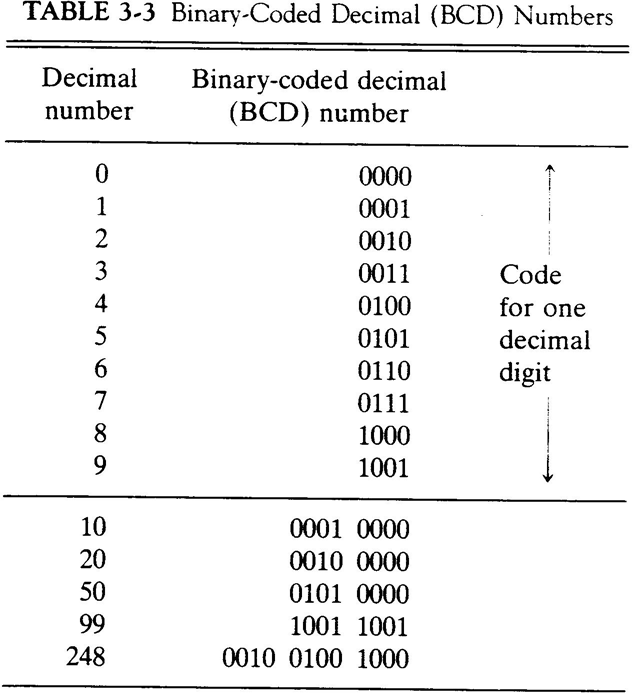 TABLE 3-3 Binary-Coded Decimal (BCD) Numbers
Decimal number Binary-coded decimal (BCD) number
0 0000
1 0001
2 0010
3 0011 Code
4 0100 for one
5 0101 decimal
6 0110 digit
7 0111
8 1000
9 1001
10 0001 0000
20 0010 0000
50 0101 0000
99 1001 1001
248 0010 0100 1000